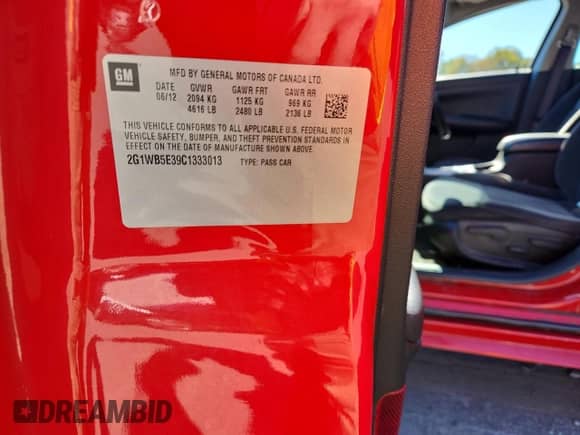 GM
MFD BY GENERAL MOTORS OF CANADA LTD.
DATE GVWR GAWR FRT GAWR RR
06/12 2094 KG 1125 KG 969 KG
4616 LB 2480 LB 2136 LB
THIS VEHICLE CONFORMS TO ALL APPLICABLE U.S. FEDERAL MOTOR
VEHICLE SAFETY, BUMPER, AND THEFT PREVENTION STANDARDS IN
EFFECT ON THE DATE OF MANUFACTURE SHOWN ABOVE.
2G1WB5E39C1333013 TYPE: PASS CAR
DREAMBID